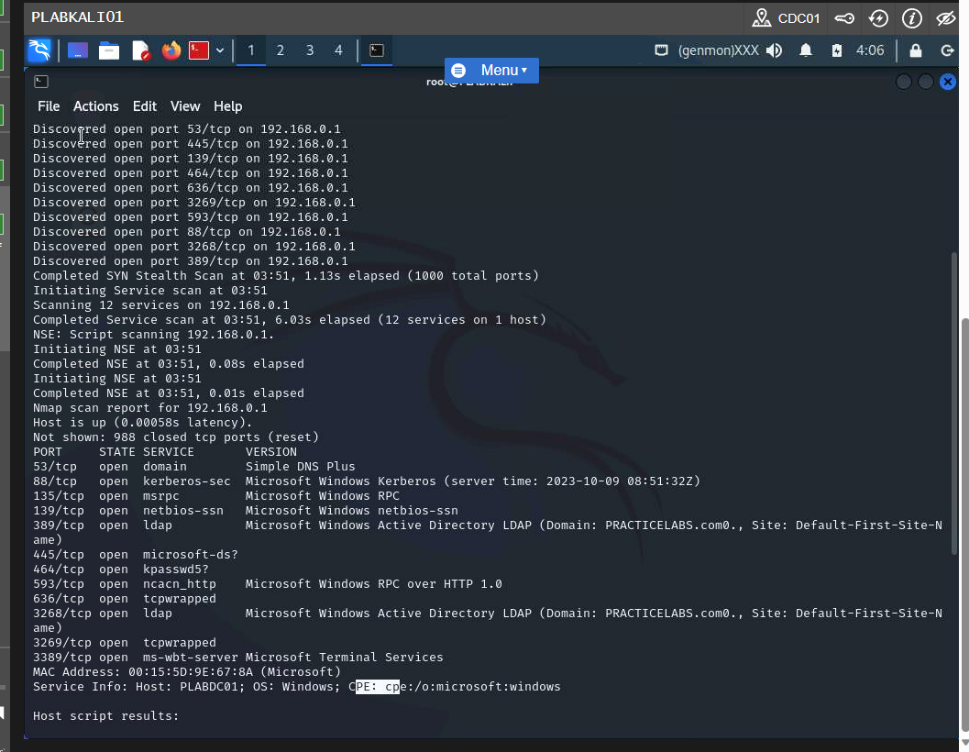 PLABKALI01
CDC01
1 2 3 4
(genmon)XXX 4:06
Menu
File Actions Edit View Help
Discovered open port 53/tcp on 192.168.0.1
Discovered open port 445/tcp on 192.168.0.1
Discovered open port 139/tcp on 192.168.0.1
Discovered open port 464/tcp on 192.168.0.1
Discovered open port 636/tcp on 192.168.0.1
Discovered open port 3269/tcp on 192.168.0.1
Discovered open port 593/tcp on 192.168.0.1
Discovered open port 88/tcp on 192.168.0.1
Discovered open port 3268/tcp on 192.168.0.1
Discovered open port 389/tcp on 192.168.0.1
Completed SYN Stealth Scan at 03:51, 1.13s elapsed (1000 total ports)
Initiating Service scan at 03:51
Scanning 12 services on 192.168.0.1
Completed Service scan at 03:51, 6.03s elapsed (12 services on 1 host)
NSE: Script scanning 192.168.0.1.
Initiating NSE at 03:51
Completed NSE at 03:51, 0.08s elapsed
Initiating NSE at 03:51
Completed NSE at 03:51, 0.01s elapsed
Nmap scan report for 192.168.0.1
Host is up (0.00058s latency).
Not shown: 988 closed tcp ports (reset)
PORT STATE SERVICE VERSION
53/tcp open domain Simple DNS Plus
88/tcp open kerberos-sec Microsoft Windows Kerberos (server time: 2023-10-09 08:51:32Z)
135/tcp open msrpc Microsoft Windows RPC
139/tcp open netbios-ssn Microsoft Windows netbios-ssn
389/tcp open ldap Microsoft Windows Active Directory LDAP (Domain: PRACTICELABS.com0., Site: Default-First-Site-N
ame)
445/tcp open microsoft-ds?
464/tcp open kpasswd5?
593/tcp open ncacn_http Microsoft Windows RPC over HTTP 1.0
636/tcp open tcpwrapped
3268/tcp open ldap Microsoft Windows Active Directory LDAP (Domain: PRACTICELABS.com0., Site: Default-First-Site-N
ame)
3269/tcp open tcpwrapped
3389/tcp open ms-wbt-server Microsoft Terminal Services
MAC Address: 00:15:5D:9E:67:8A (Microsoft)
Service Info: Host: PLABDC01; OS: Windows; CPE: cpe:/o:microsoft:windows
Host script results: